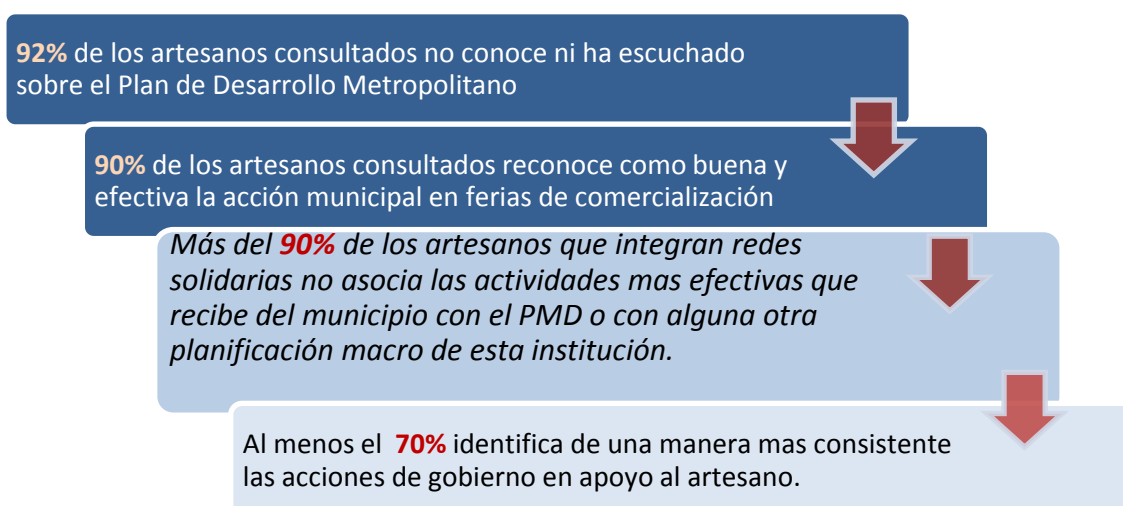 92% de los artesanos consultados no conoce ni ha escuchado
sobre el Plan de Desarrollo Metropolitano
90% de los artesanos consultados reconoce como buena y
efectiva la acción municipal en ferias de comercialización
Más del 90% de los artesanos que integran redes
solidarias no asocia las actividades mas efectivas que
recibe del municipio con el PMD o con alguna otra
planificación macro de esta institución.
Al menos el 70% identifica de una manera mas consistente
las acciones de gobierno en apoyo al artesano.